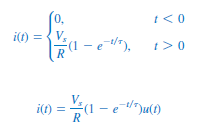 i(t) = { 0, t < 0
V_s/R (1 − e^{−t/τ}), t > 0
i(t) = V_s/R (1 − e^{−t/τ})u(t)